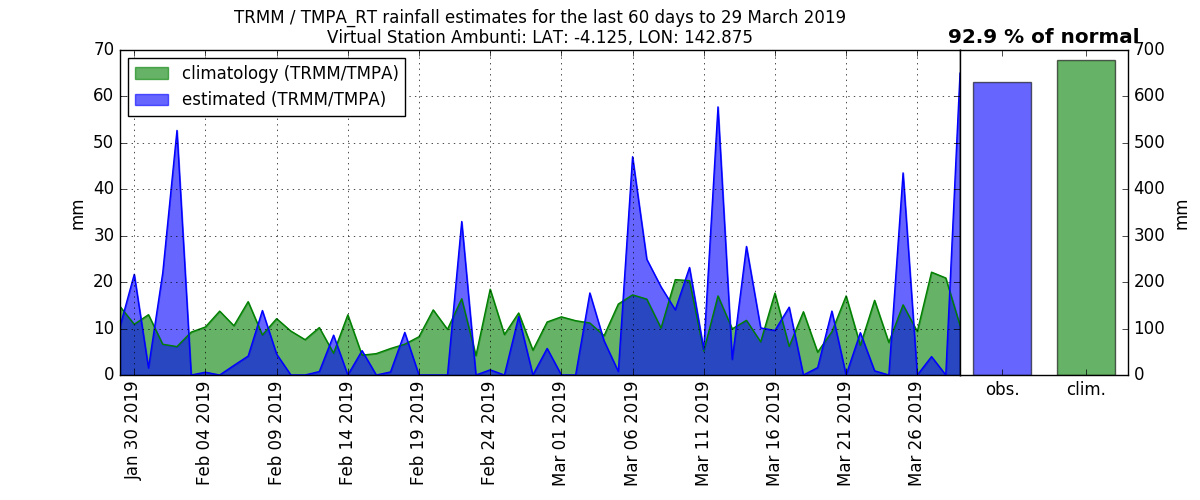 TRMM / TMPA_RT rainfall estimates for the last 60 days to 29 March 2019
Virtual Station Ambunti: LAT: -4.125, LON: 142.875
92.9 % of normal
climatology (TRMM/TMPA)
estimated (TRMM/TMPA)
70
60
50
40
30
20
10
0
mm
700
600
500
400
300
200
100
0
mm
Jan 30 2019
Feb 04 2019
Feb 09 2019
Feb 14 2019
Feb 19 2019
Feb 24 2019
Mar 01 2019
Mar 06 2019
Mar 11 2019
Mar 16 2019
Mar 21 2019
Mar 26 2019
obs.
clim.